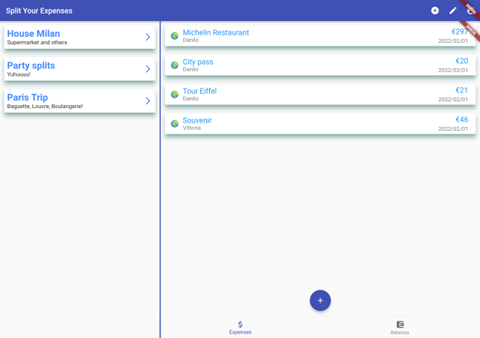 Split Your Expenses
House Milan
Supermarket and others
Party splits
Yuhuuuu!
Paris Trip
Baguette, Louvre, Boulangerie!
Michelin Restaurant
Danilo
€297
2022/02/01
City pass
Danilo
€20
2022/02/01
Tour Eiffel
Danilo
€21
2022/02/01
Souvenir
Vittoria
€46
2022/02/01
Expenses
Balances